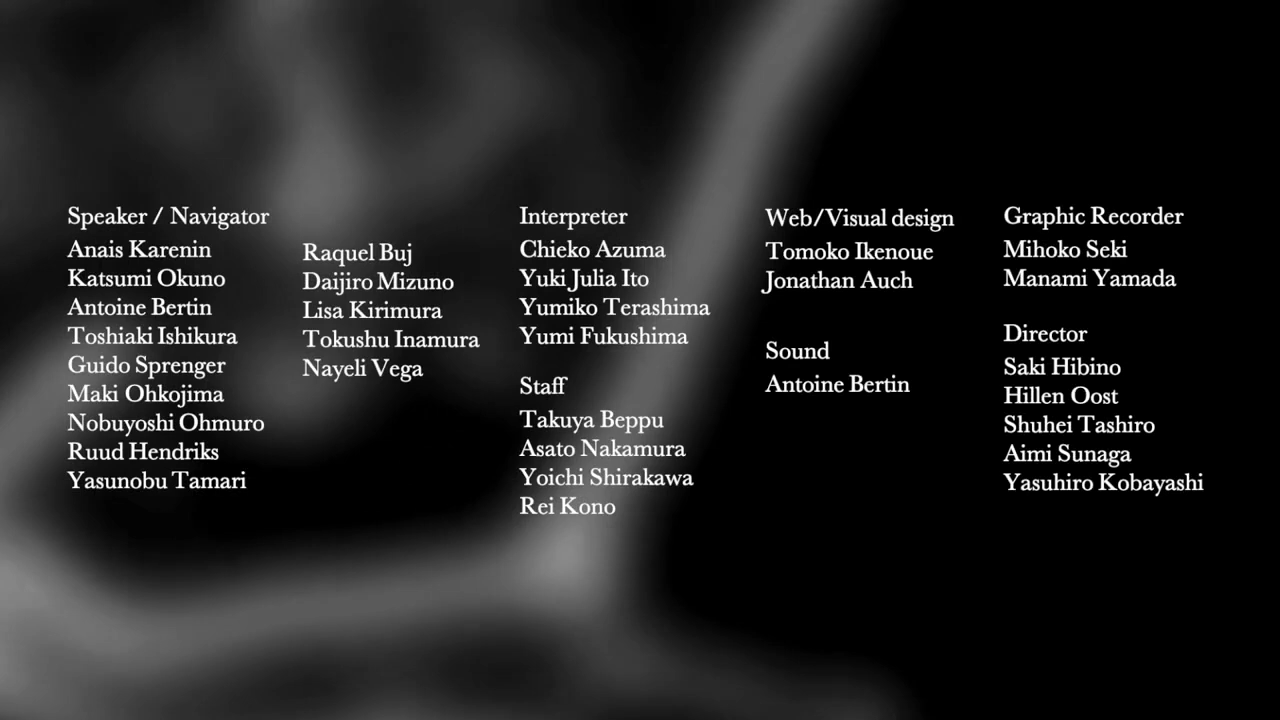 Speaker / Navigator
Anais Karenin
Katsumi Okuno
Antoine Bertin
Toshiaki Ishikura
Guido Sprenger
Maki Ohkojima
Nobuyoshi Ohmuro
Ruud Hendriks
Yasunobu Tamari
Raquel Buj
Daijiro Mizuno
Lisa Kirimura
Tokushu Inamura
Nayeli Vega
Interpreter
Chieko Azuma
Yuki Julia Ito
Yumiko Terashima
Yumi Fukushima
Staff
Takuya Beppu
Asato Nakamura
Yoichi Shirakawa
Rei Kono
Web/Visual design
Tomoko Ikenoue
Jonathan Auch
Sound
Antoine Bertin
Graphic Recorder
Mihoko Seki
Manami Yamada
Director
Saki Hibino
Hillen Oost
Shuhei Tashiro
Aimi Sunaga
Yasuhiro Kobayashi